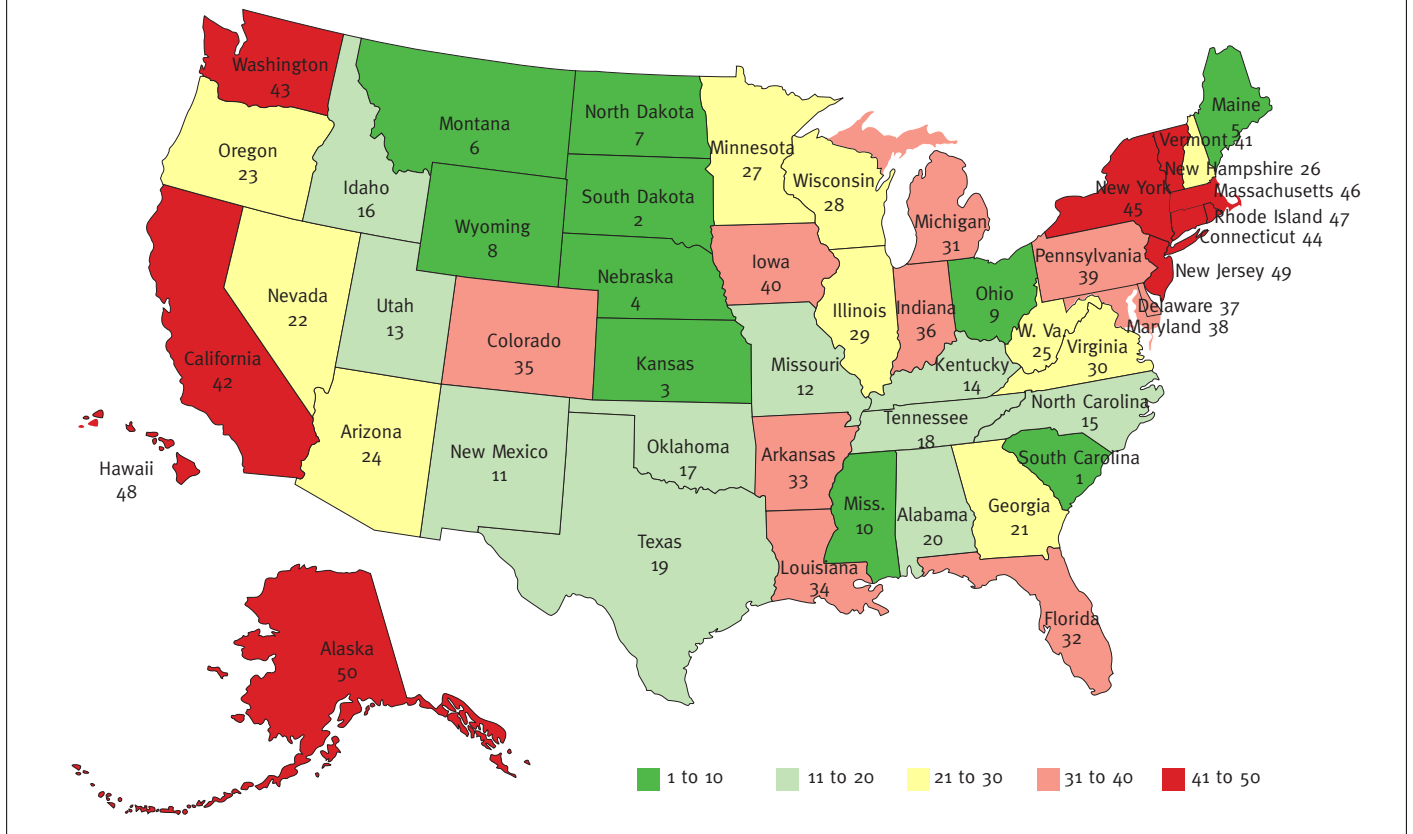 Washington
43
Oregon
23
California
42
Nevada
22
Idaho
16
Montana
6
Wyoming
8
Utah
13
Arizona
24
Colorado
35
New Mexico
11
North Dakota
7
South Dakota
2
Nebraska
4
Kansas
3
Oklahoma
17
Texas
19
Minnesota
27
Iowa
40
Missouri
12
Arkansas
33
Louisiana
34
Wisconsin
28
Illinois
29
Michigan
31
Indiana
36
Ohio
9
Kentucky
14
Tennessee
18
Miss.
10
Alabama
20
Georgia
21
Florida
32
South Carolina
1
North Carolina
15
Virginia
30
W. Va.
25
Pennsylvania
39
New York
45
Maine
5
Vermont 41
New Hampshire 26
Massachusetts 46
Rhode Island 47
Connecticut 44
New Jersey 49
Delaware 37
Maryland 38
Hawaii
48
Alaska
50
1 to 10
11 to 20
21 to 30
31 to 40
41 to 50